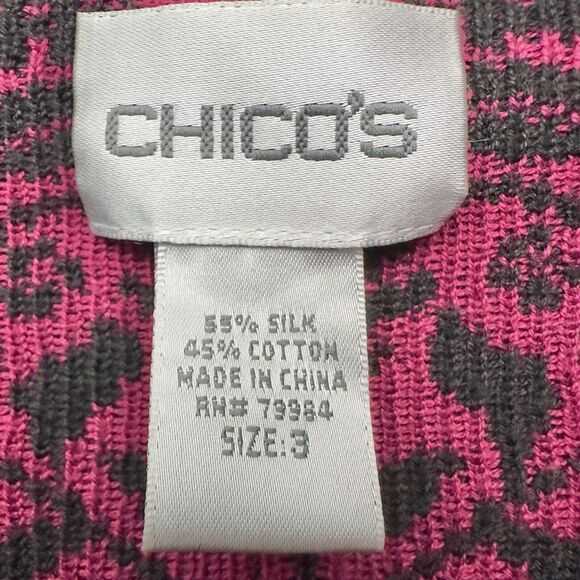 CHICO'S
55% SILK
45% COTTON
MADE IN CHINA
RN# 79984
SIZE: 3